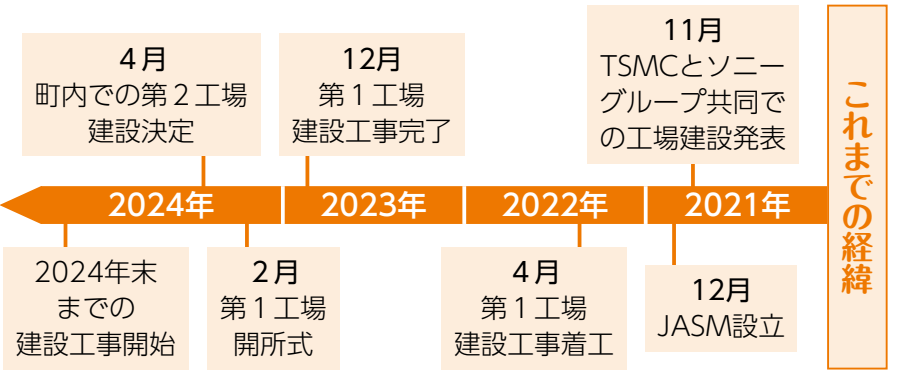 これまでの経緯
11月
TSMCとソニー
グループ共同で
の工場建設発表
2021年
12月
JASM設立
2022年
4月
第1工場
建設工事着工
2023年
12月
第1工場
建設工事完了
2024年
2月
第1工場
開所式
4月
町内での第2工場
建設決定
2024年末
までの
建設工事開始